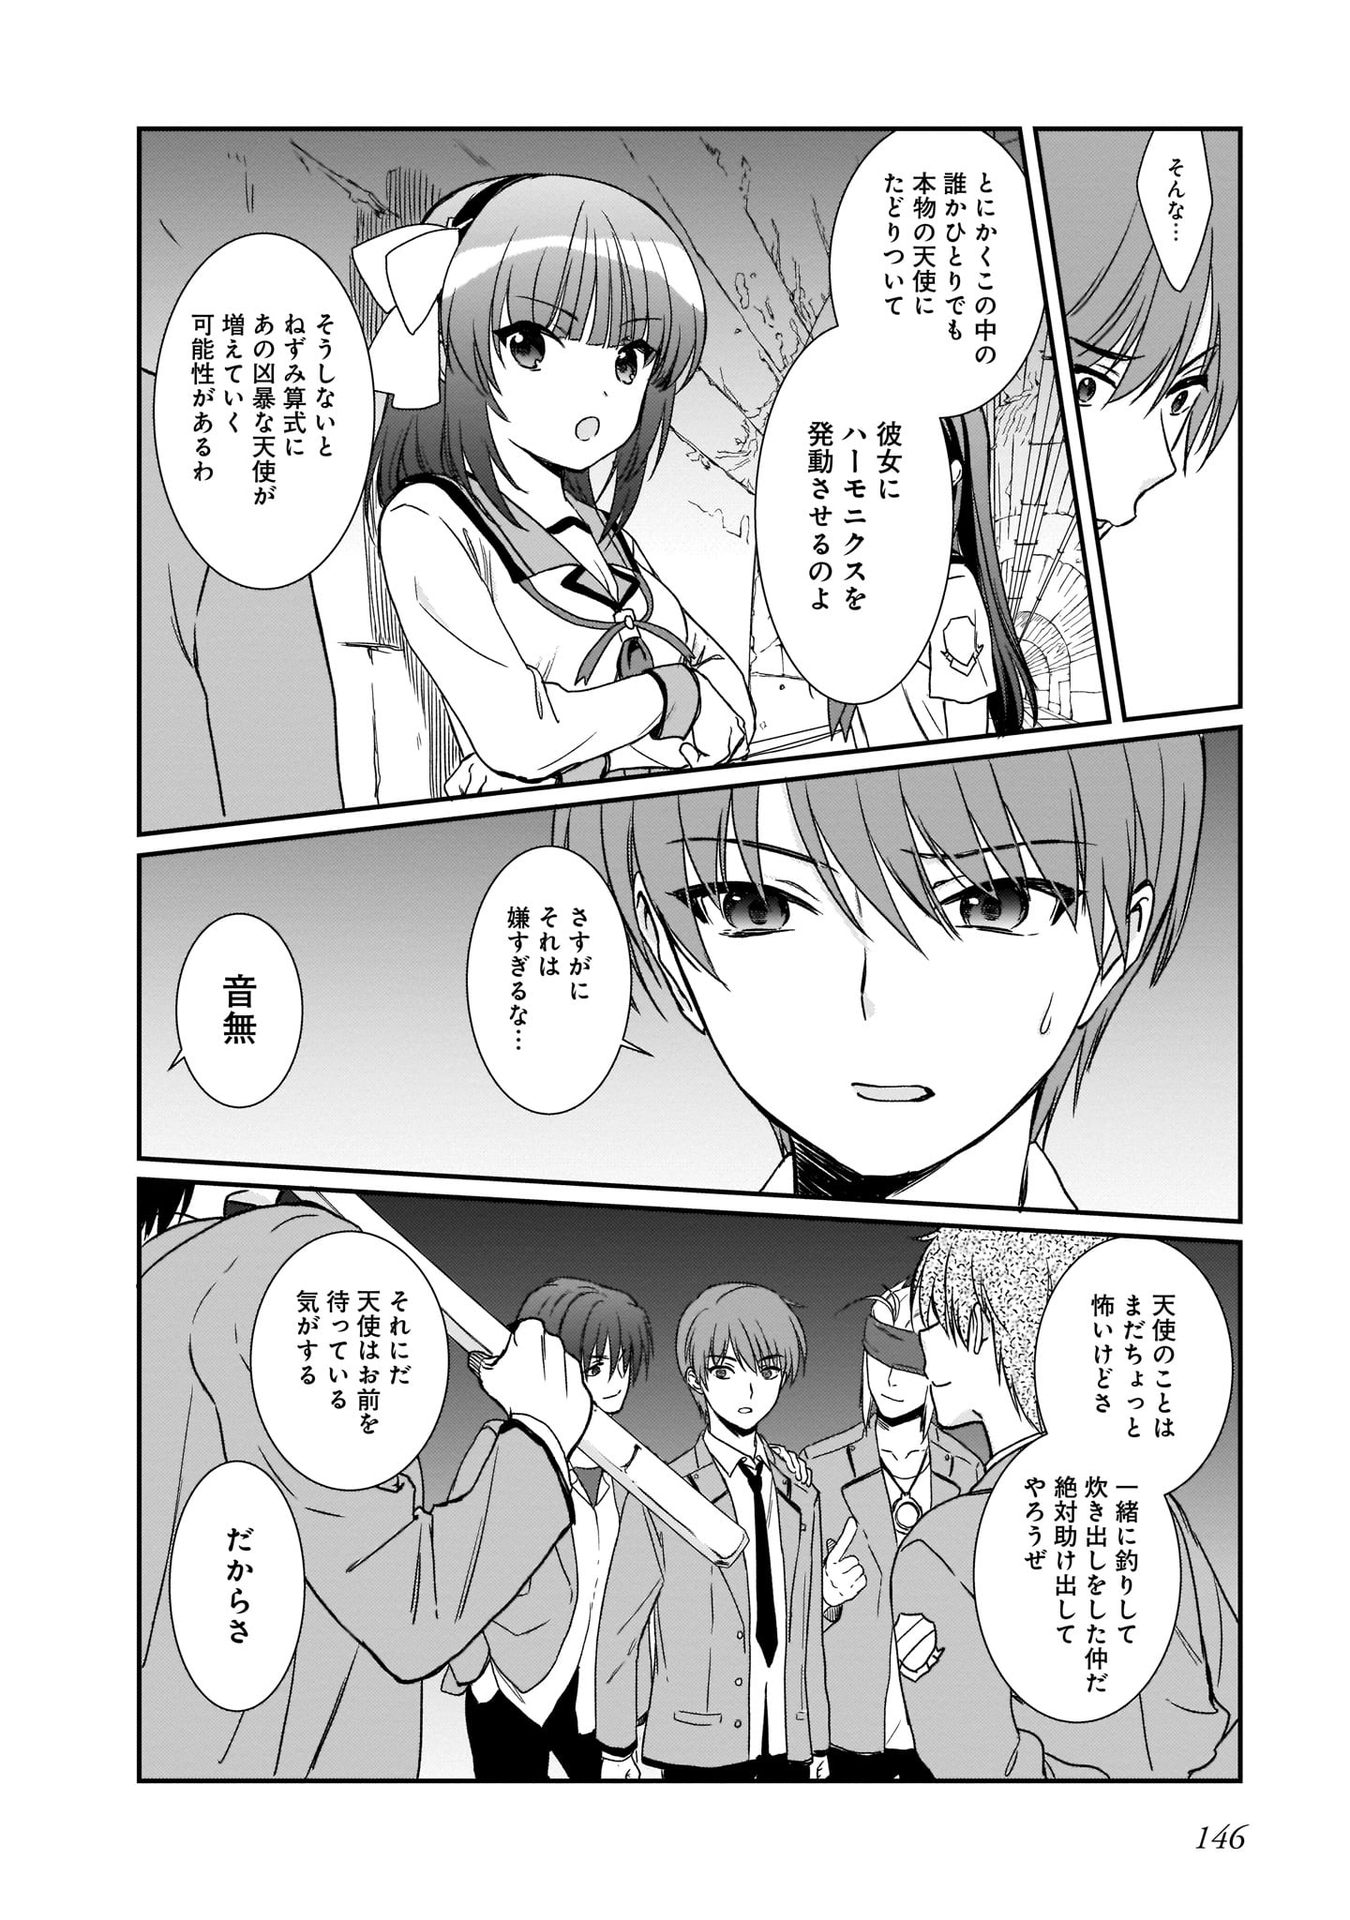 そんな…
とにかくこの中の
誰かひとりでも
本物の天使に
たどりついて
彼女に
ハーモニクスを
発動させるのよ
そうしないと
ねずみ算式に
あの凶暴な天使が
増えていく
可能性があるわ
さすがに
それは
嫌すぎるな…
音無
天使のことは
まだちょっと
怖いけどさ
一緒に釣りして
炊き出しをした仲だ
絶対助け出して
やろうぜ
それにだ
天使はお前を
待っている
気がする
だからさ
146